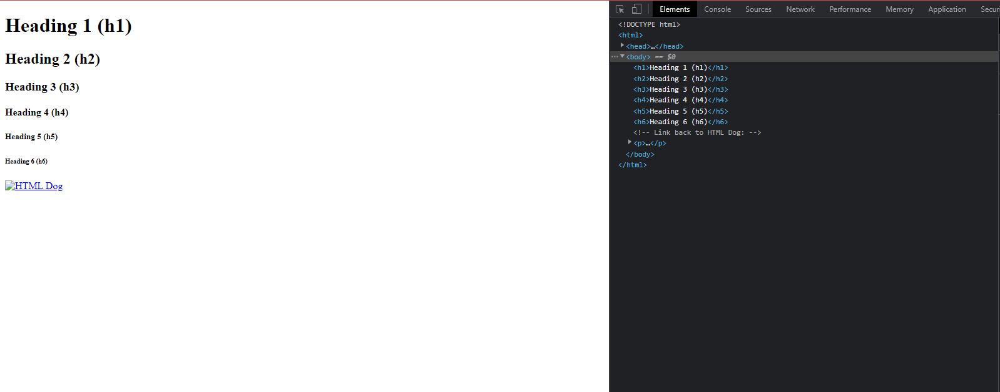 Heading 1 (h1)
Heading 2 (h2)
Heading 3 (h3)
Heading 4 (h4)
Heading 5 (h5)
Heading 6 (h6)
HTML Dog
Elements Console Sources Network Performance Memory Application Secur
<!DOCTYPE html>
<html>
<head>…</head>
<body> == $0
<h1>Heading 1 (h1)</h1>
<h2>Heading 2 (h2)</h2>
<h3>Heading 3 (h3)</h3>
<h4>Heading 4 (h4)</h4>
<h5>Heading 5 (h5)</h5>
<h6>Heading 6 (h6)</h6>
<!-- Link back to HTML Dog: -->
<p>…</p>
</body>
</html>